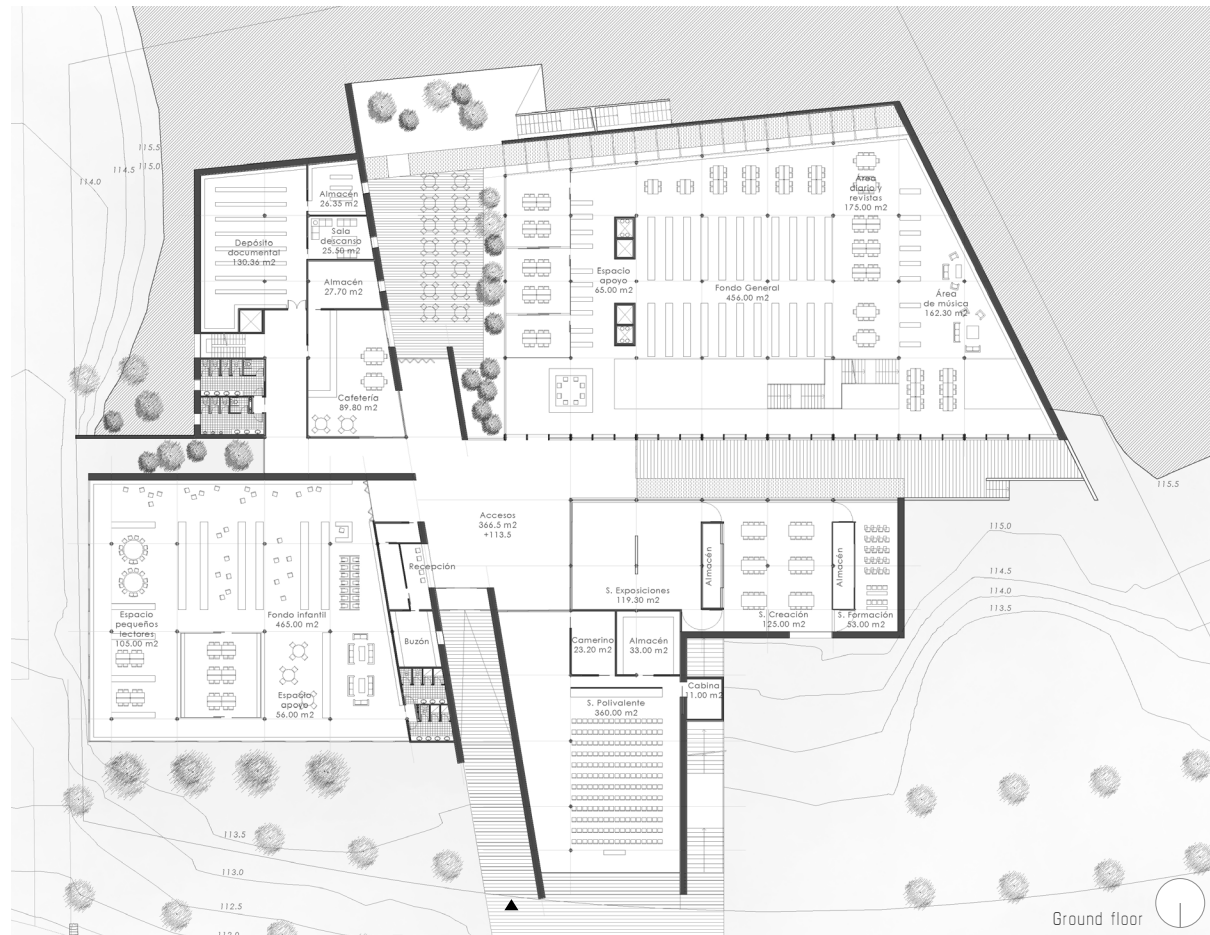 115.5
114.5
115.0
114.0
Almacén
26.35 m2
Sala
descanso
25.50 m2
Depósito
documental
130.36 m2
Almacén
27.70 m2
Cafetería
89.80 m2
Área
diario y
revistas
175.00 m2
Espacio
apoyo
65.00 m2
Fondo General
456.00 m2
Área
de música
162.30 m2
115.5
Accesos
366.5 m2
+113.5
Recepción
Almacén
Almacén
S. Exposiciones
119.30 m2
S. Creación
125.00 m2
S. Formación
53.00 m2
115.0
114.5
114.0
113.5
Espacio
pequeños
lectores
105.00 m2
Fondo infantil
465.00 m2
Buzón
Camerino
23.20 m2
Almacén
33.00 m2
Cabina
11.00 m2
Espacio
apoyo
56.00 m2
S. Polivalente
360.00 m2
113.5
113.0
112.5
112.0
Ground floor